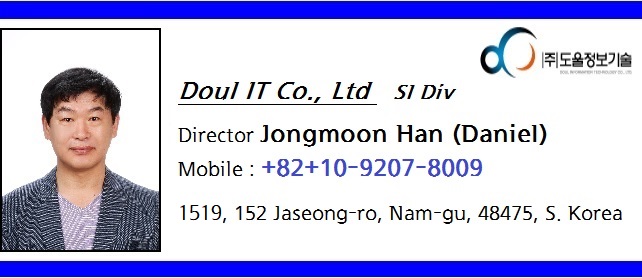 (주)도울정보기술
DOUL INFORMATION TECHNOLOGY CO., LTD
Doul IT Co., Ltd SI Div
Director Jongmoon Han (Daniel)
Mobile : +82+10-9207-8009
1519, 152 Jaseong-ro, Nam-gu, 48475, S. Korea